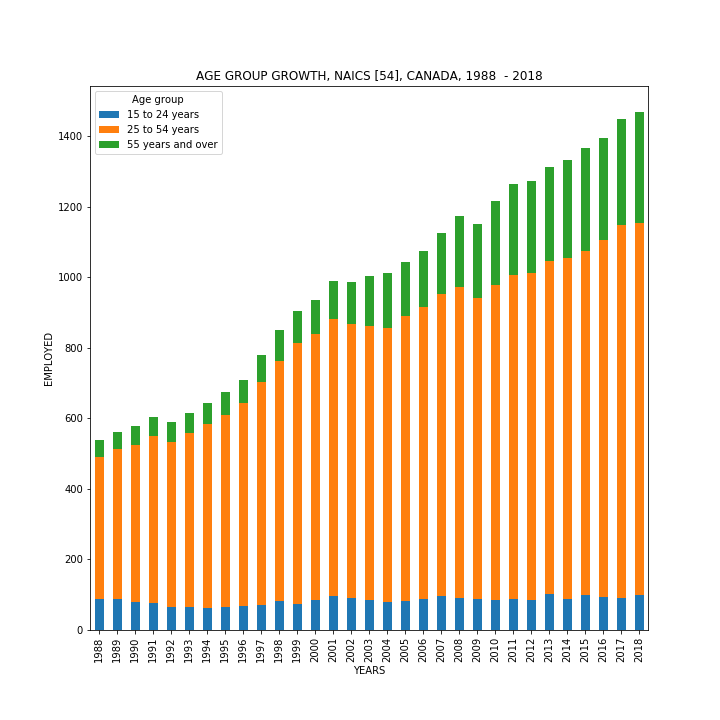 AGE GROUP GROWTH, NAICS [54], CANADA, 1988  - 2018
Age group
15 to 24 years
25 to 54 years
55 years and over
EMPLOYED
1400
1200
1000
800
600
400
200
0
1988 1989 1990 1991 1992 1993 1994 1995 1996 1997 1998 1999 2000 2001 2002 2003 2004 2005 2006 2007 2008 2009 2010 2011 2012 2013 2014 2015 2016 2017 2018
YEARS